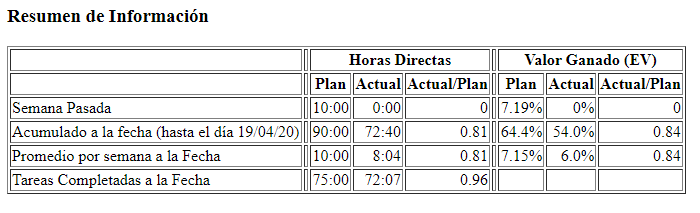 Resumen de Información
Horas Directas Valor Ganado (EV)
Plan Actual Actual/Plan Plan Actual Actual/Plan
Semana Pasada 10:00 0:00 0 7.19% 0% 0
Acumulado a la fecha (hasta el día 19/04/20) 90:00 72:40 0.81 64.4% 54.0% 0.84
Promedio por semana a la Fecha 10:00 8:04 0.81 7.15% 6.0% 0.84
Tareas Completadas a la Fecha 75:00 72:07 0.96